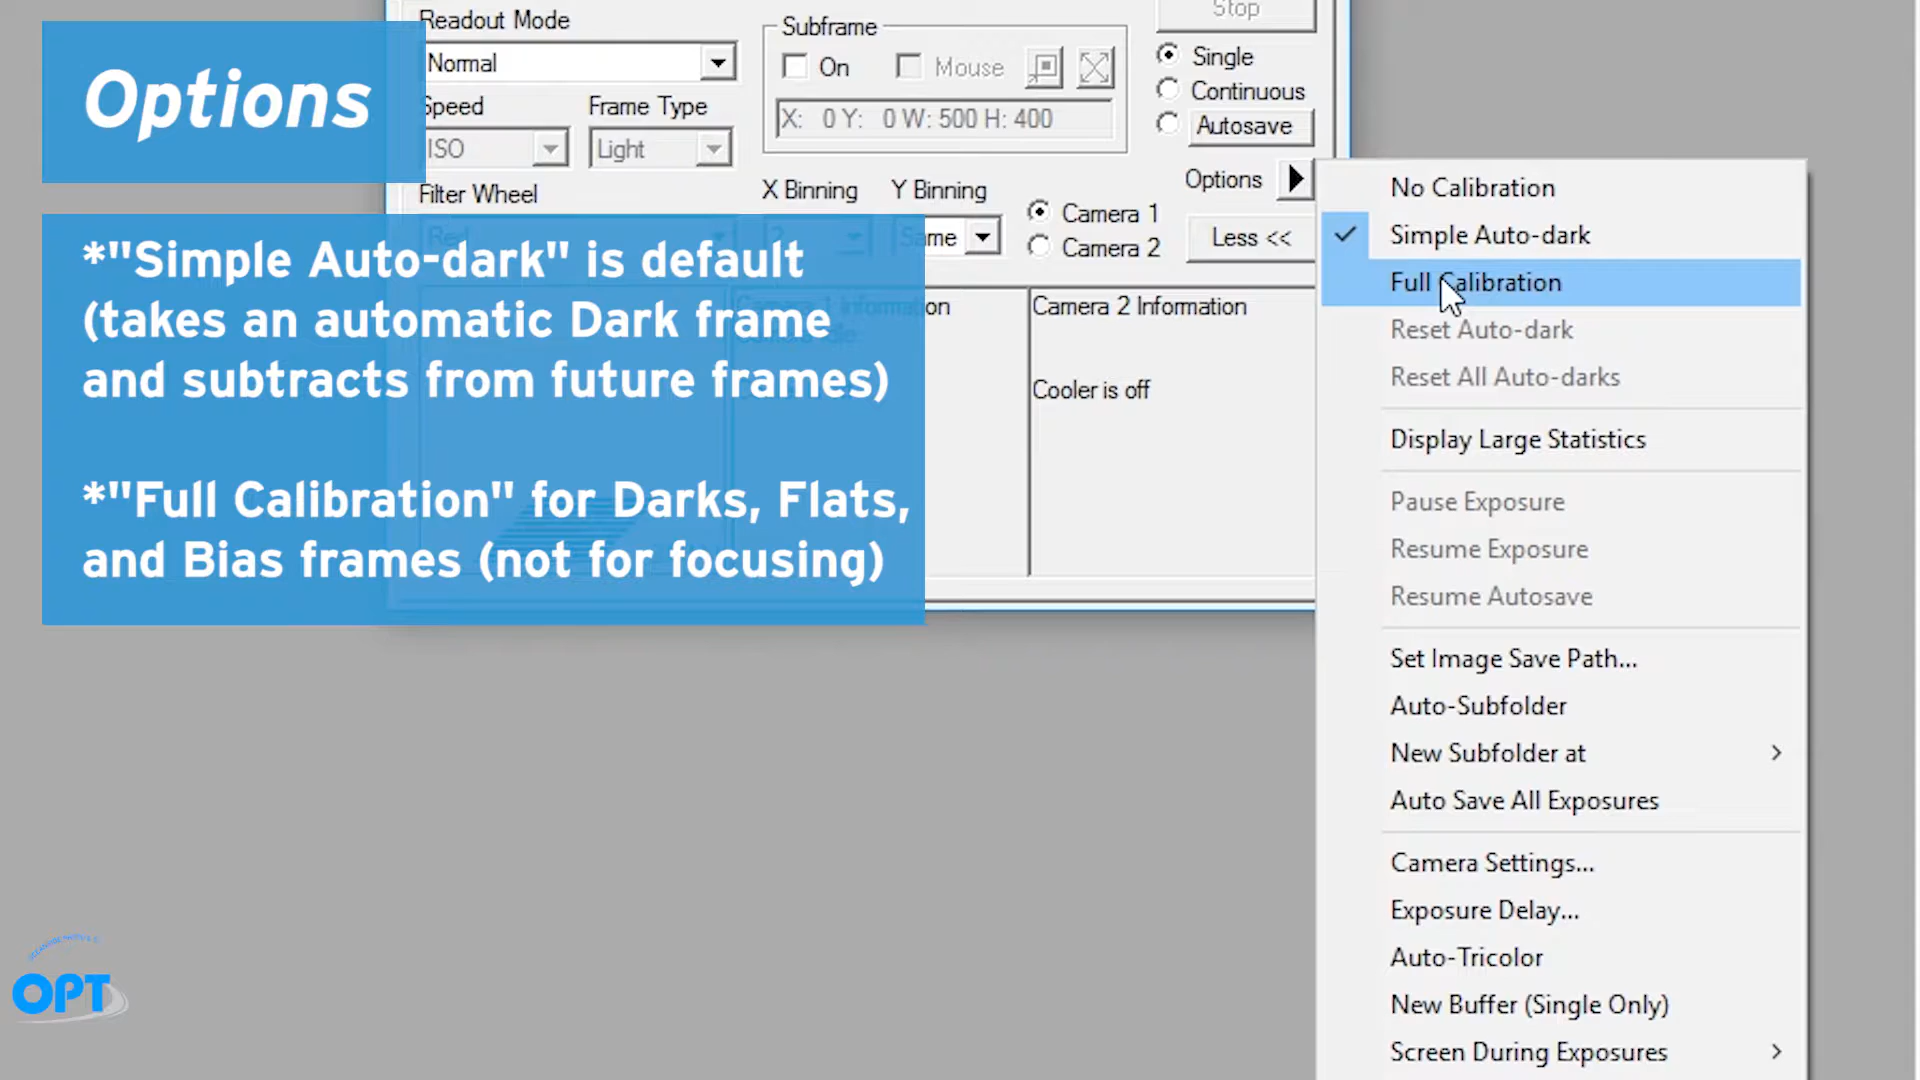 Options
*"Simple Auto-dark" is default
(takes an automatic Dark frame
and subtracts from future frames)
*"Full Calibration" for Darks, Flats,
and Bias frames (not for focusing)
Readout Mode
Normal
Speed
Frame Type
ISO
Light
Filter Wheel
Subframe
On
Mouse
X: 0 Y: 0 W: 500 H: 400
X Binning
Y Binning
Same
Camera 1
Camera 2
Stop
Single
Continuous
Autosave
Options
Less <<
Camera 1 Information
Camera 2 Information
Cooler is off
No Calibration
Simple Auto-dark
Full Calibration
Reset Auto-dark
Reset All Auto-darks
Display Large Statistics
Pause Exposure
Resume Exposure
Resume Autosave
Set Image Save Path...
Auto-Subfolder
New Subfolder at
Auto Save All Exposures
Camera Settings...
Exposure Delay...
Auto-Tricolor
New Buffer (Single Only)
Screen During Exposures
OPT